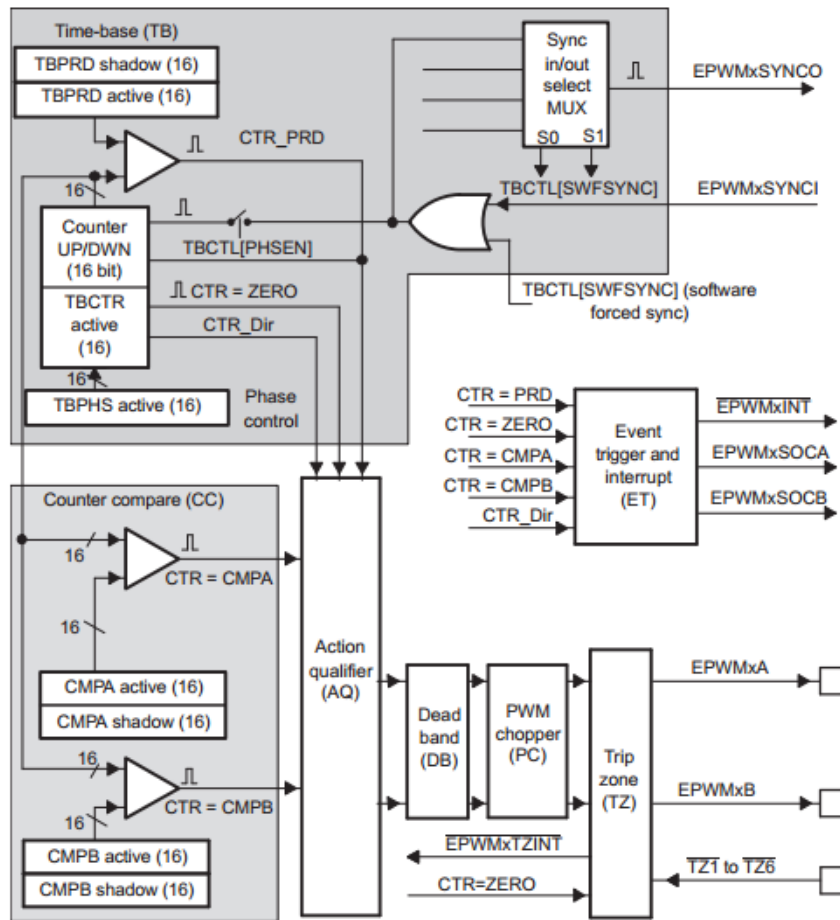 Time-base (TB)
TBPRD shadow (16)
TBPRD active (16)
CTR_PRD
16
Counter
UP/DWN
(16 bit)
TBCTR
active
(16)
TBCTL[PHSEN]
CTR = ZERO
CTR_Dir
16
TBPHS active (16)
Phase
control
Sync
in/out
select
MUX
S0 S1
EPWMxSYNCO
TBCTL[SWFSYNC]
EPWMxSYNCI
TBCTL[SWFSYNC] (software
forced sync)
CTR = PRD
CTR = ZERO
CTR = CMPA
CTR = CMPB
CTR_Dir
Event
trigger and
interrupt
(ET)
EPWMxINT
EPWMxSOCA
EPWMxSOCB
Counter compare (CC)
16
CTR = CMPA
16
CMPA active (16)
CMPA shadow (16)
16
CTR = CMPB
16
CMPB active (16)
CMPB shadow (16)
Action
qualifier
(AQ)
Dead
band
(DB)
PWM
chopper
(PC)
Trip
zone
(TZ)
EPWMxA
EPWMxB
EPWMxTZINT
TZ1 to TZ6
CTR=ZERO